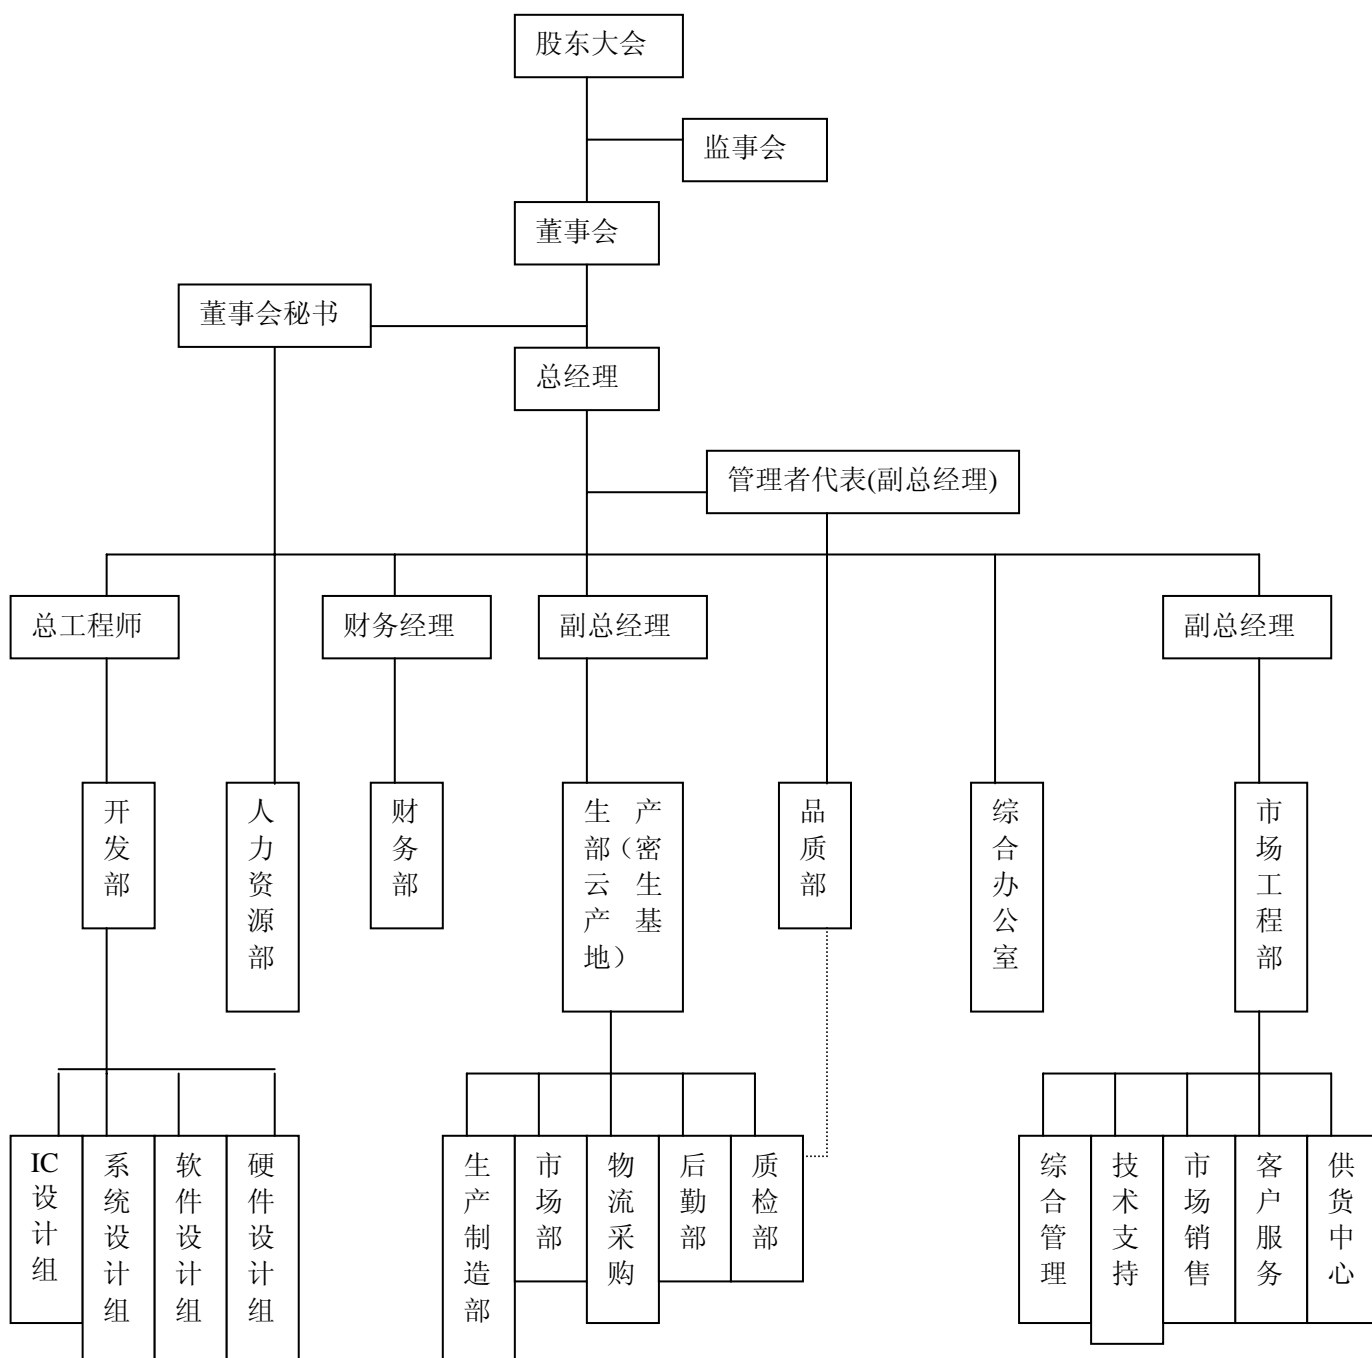 股东大会
监事会
董事会
董事会秘书
总经理
管理者代表(副总经理)
总工程师
财务经理
副总经理
副总经理
开发部
人力资源部
财务部
生产
部（密
云生
产基
地）
品质部
综合办公室
市场工程部
IC
设计组
系统设计组
软件设计组
硬件设计组
生产制造部
市场部
物流采购
后勤部
质检部
综合管理
技术支持
市场销售
客户服务
供货中心